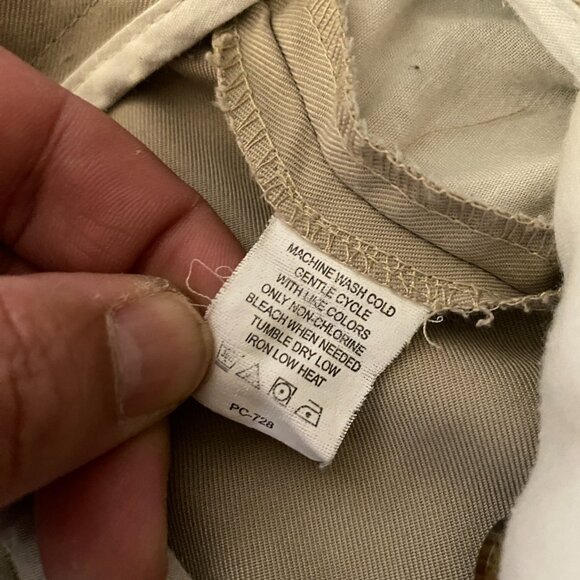 MACHINE WASH COLD
GENTLE CYCLE
WITH LIKE COLORS
ONLY NON-CHLORINE
BLEACH WHEN NEEDED
TUMBLE DRY LOW
IRON LOW HEAT
PC-728